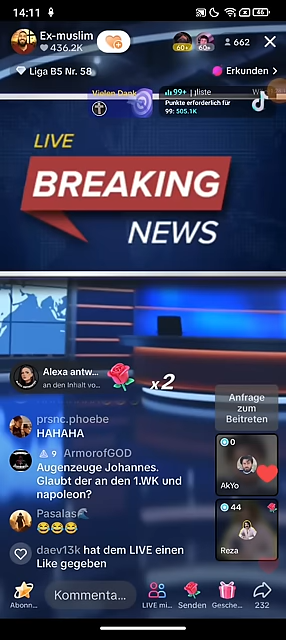 14:11
46
Ex-muslim
436.2K
60+
60+
662
Liga B5 Nr. 58
Erkunden
Vielen Dank
99+
liste
Punkte erforderlich für
99: 505.1K
LIVE
BREAKING
NEWS
Alexa antw...
an den Inhalt vo...
x2
Anfrage
zum
Beitreten
prsnc.phoebe
HAHAHA
9 ArmorofGOD
Augenzeuge Johannes.
Glaubt der an den 1.WK und
napoleon?
0
AkYo
Pasalas🌊
😂😂😂
44
Reza
daev13k hat dem LIVE einen
Like gegeben
Kommenta...
Abonn...
LIVE mi...
Senden
Gesche...
232